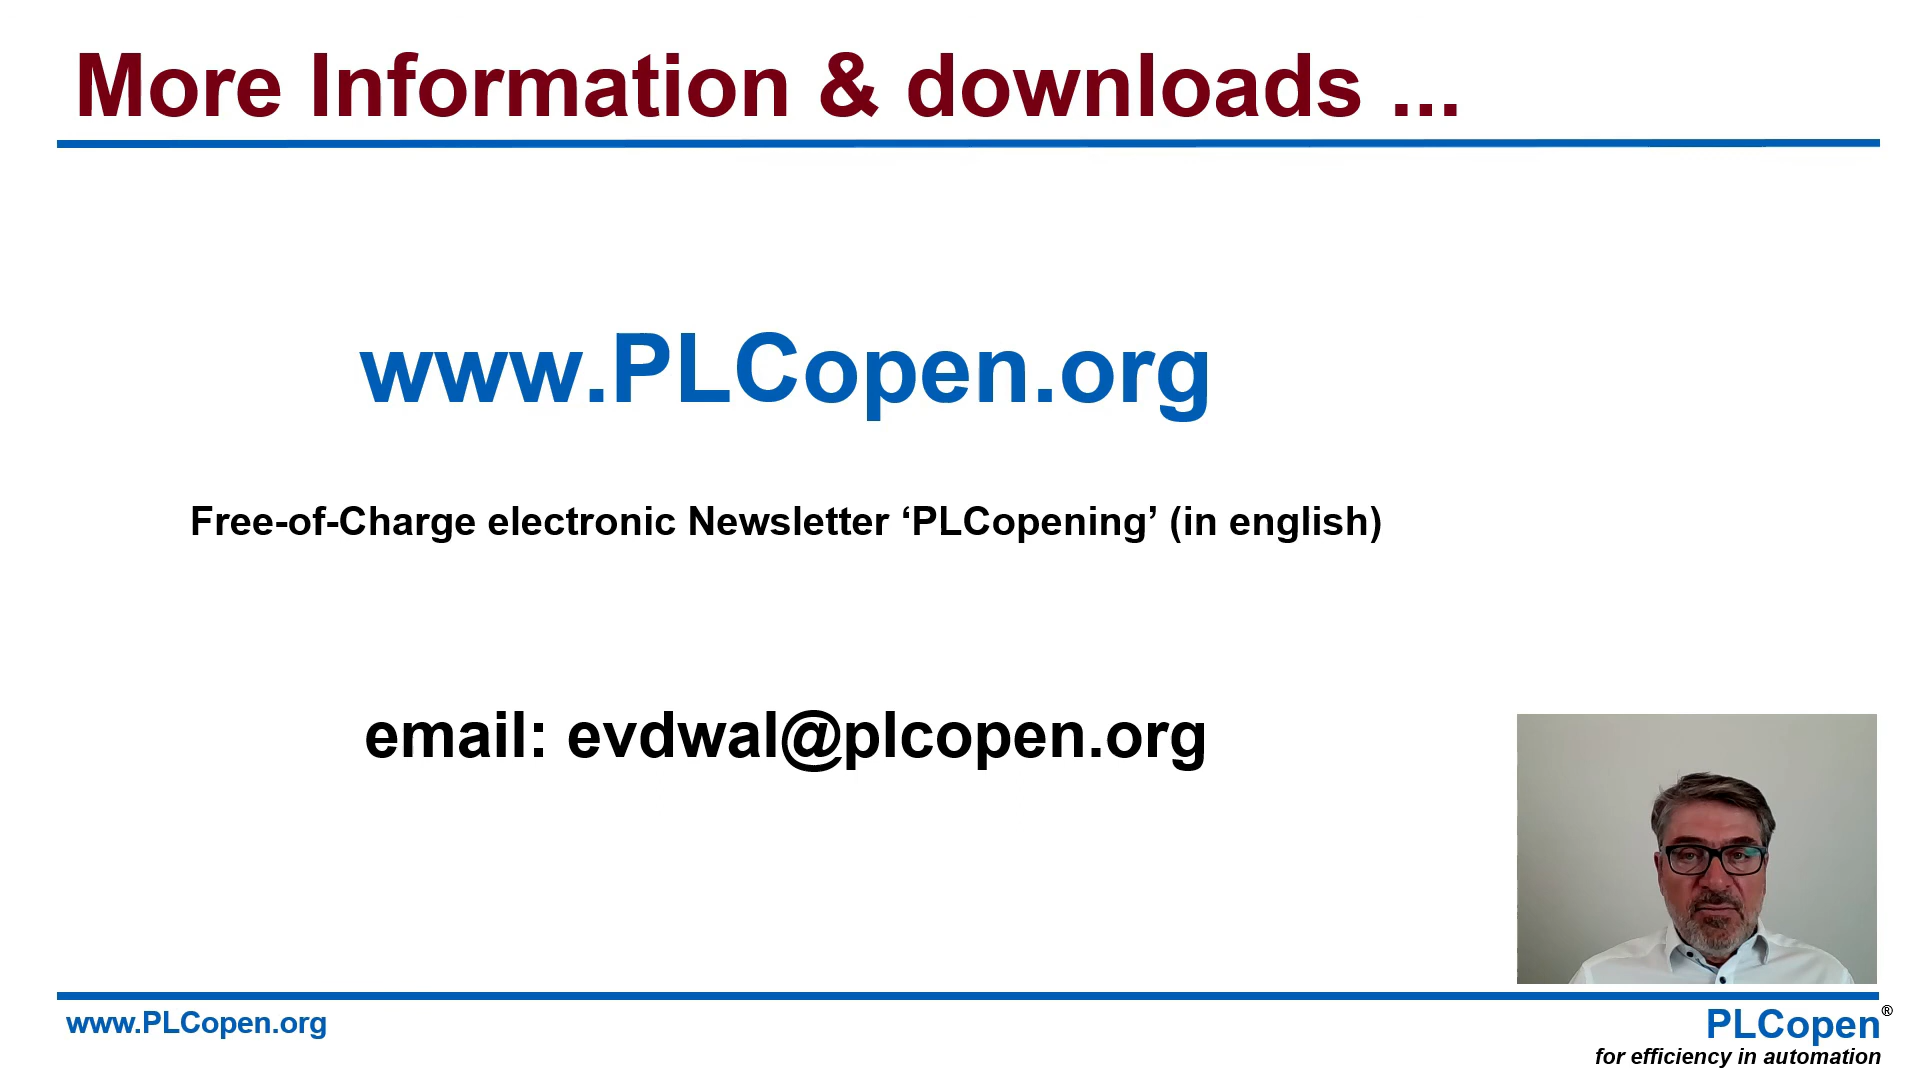 More Information & downloads ...
www.PLCopen.org
Free-of-Charge electronic Newsletter ‘PLCopening’ (in english)
email: evdwal@plcopen.org
www.PLCopen.org
PLCopen®
for efficiency in automation